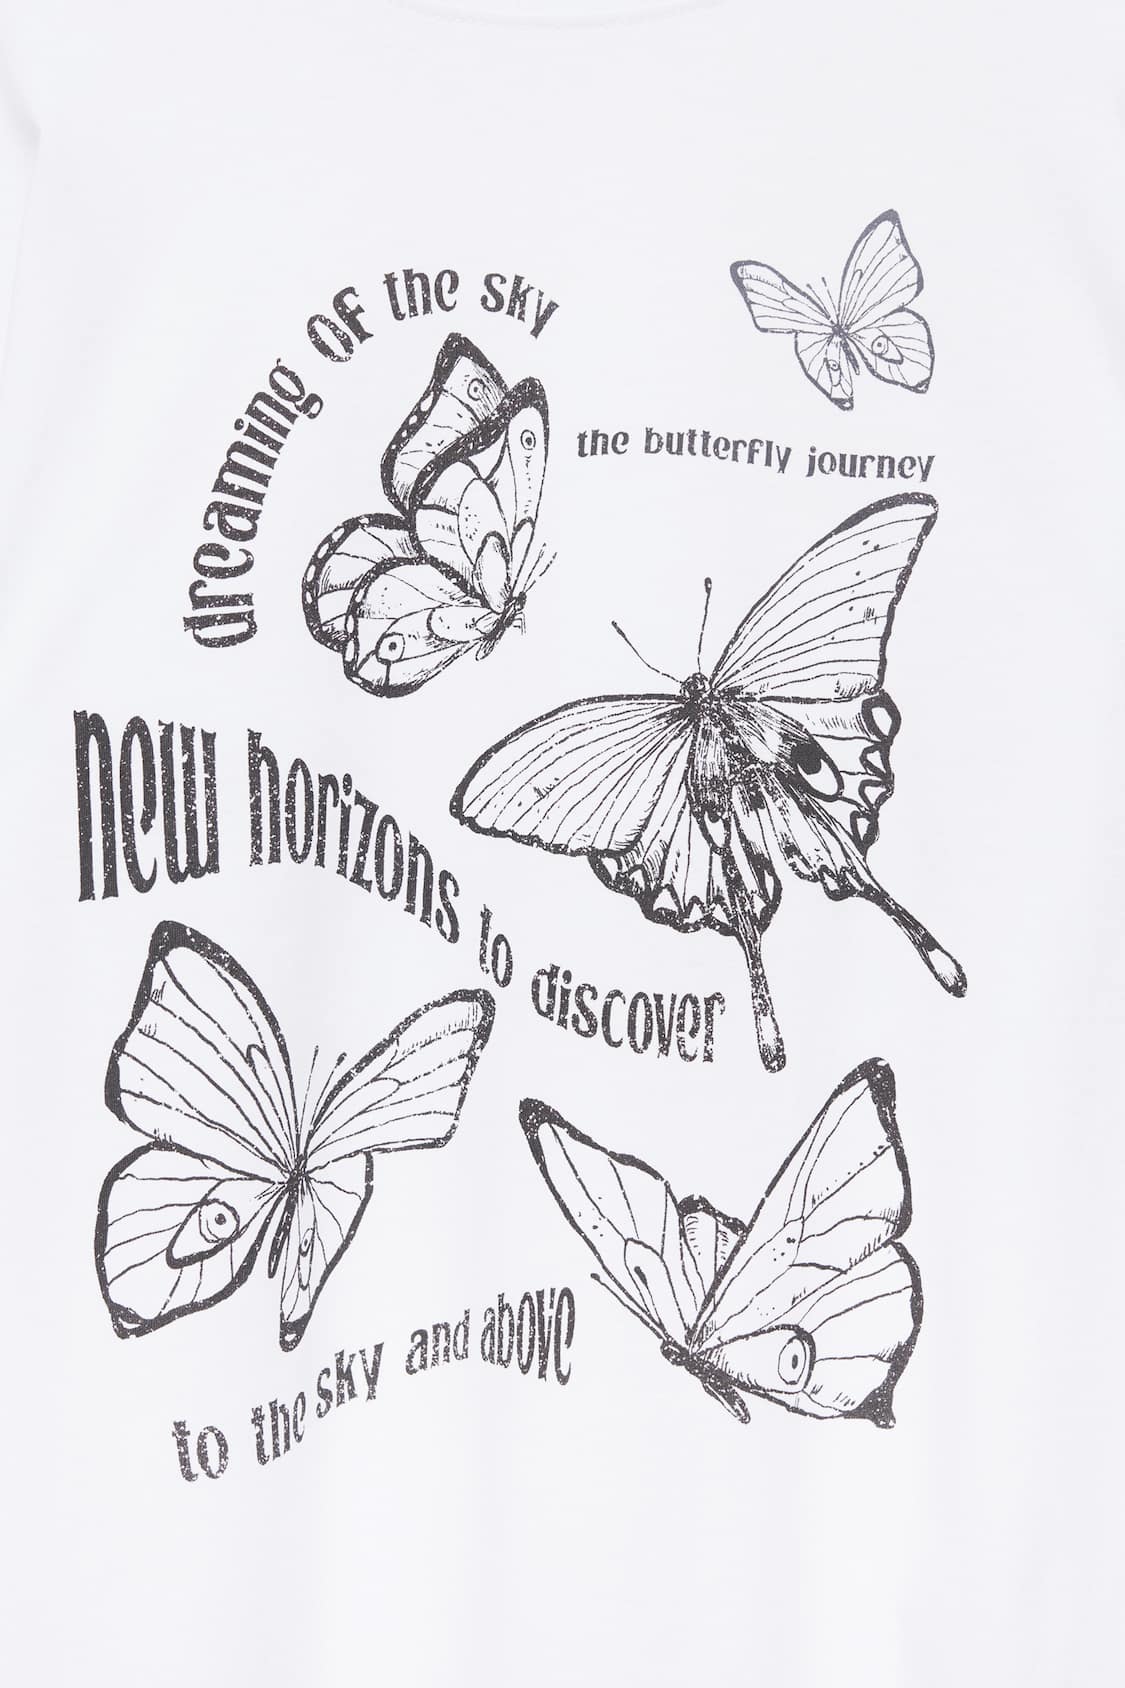 dreaming of the sky
the butterfly journey
new horizons to discover
to the sky and above